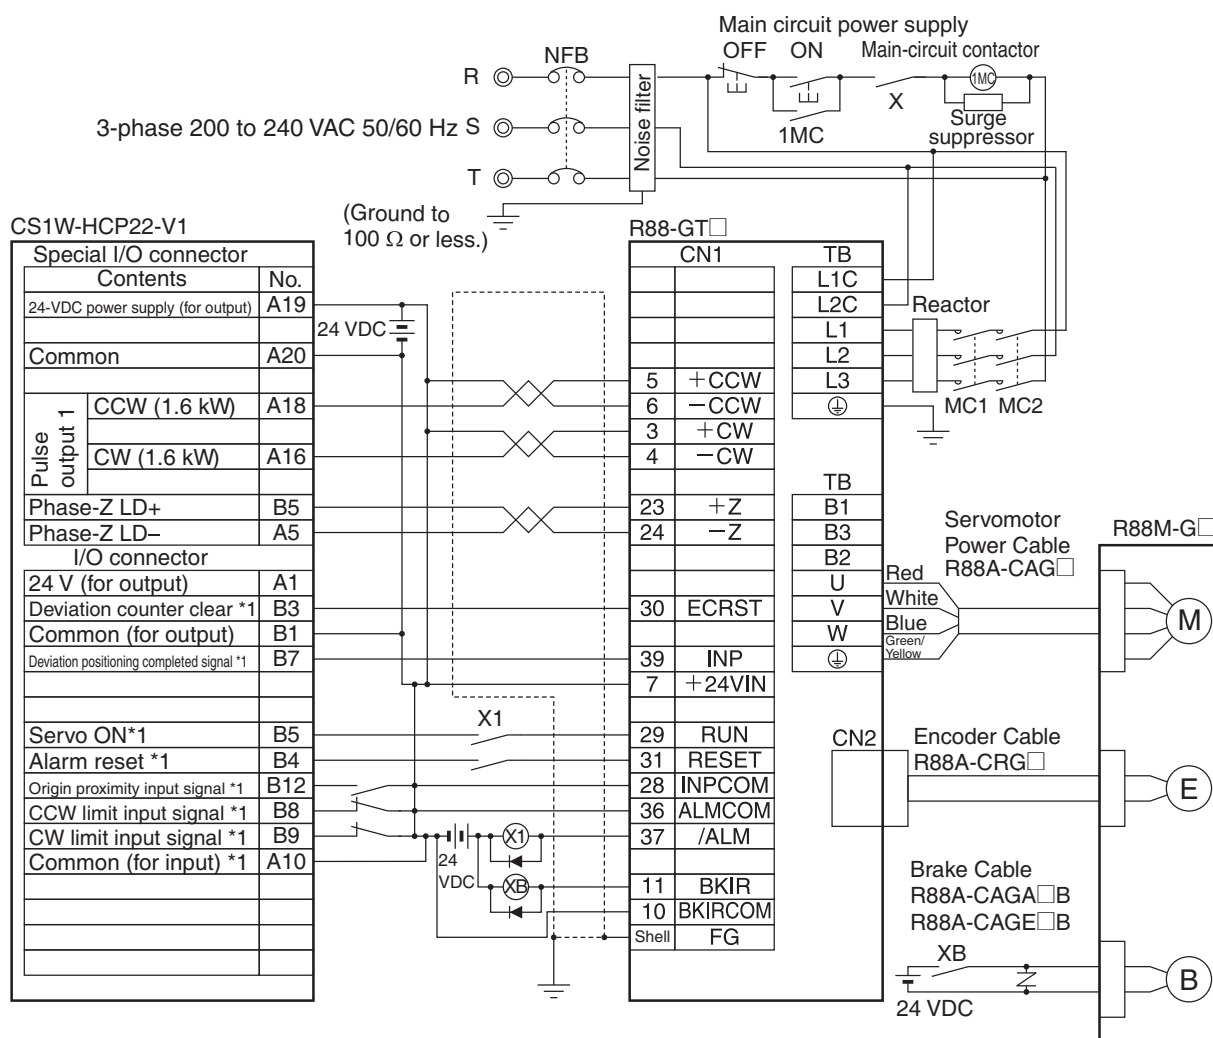 Main circuit power supply
OFF ON Main-circuit contactor
NFB
R
1MC
Noise filter
X
Surge suppressor
1MC
3-phase 200 to 240 VAC 50/60 Hz S
T
(Ground to
100 Ω or less.)
CS1W-HCP22-V1
R88-GT□
Special I/O connector
Contents No.
24-VDC power supply (for output) A19
24 VDC
Common A20
Pulse output 1
CCW (1.6 kW) A18
CW (1.6 kW) A16
Phase-Z LD+ B5
Phase-Z LD– A5
I/O connector
24 V (for output) A1
Deviation counter clear *1 B3
Common (for output) B1
Deviation positioning completed signal *1 B7
Servo ON*1 B5
Alarm reset *1 B4
Origin proximity input signal *1 B12
CCW limit input signal *1 B8
CW limit input signal *1 B9
Common (for input) *1 A10
X1
X1
24
VDC
XB
CN1
5 +CCW
6 −CCW
3 +CW
4 −CW
23 +Z
24 −Z
30 ECRST
39 INP
7 +24VIN
29 RUN
31 RESET
28 INPCOM
36 ALMCOM
37 /ALM
11 BKIR
10 BKIRCOM
Shell FG
TB
L1C
L2C
L1
L2
L3
Reactor
MC1 MC2
TB
B1
B3
B2
U
V
W
Red
White
Blue
Green/
Yellow
Servomotor
Power Cable
R88A-CAG□
R88M-G□
M
CN2
Encoder Cable
R88A-CRG□
E
Brake Cable
R88A-CAGA□B
R88A-CAGE□B
XB
24 VDC
B